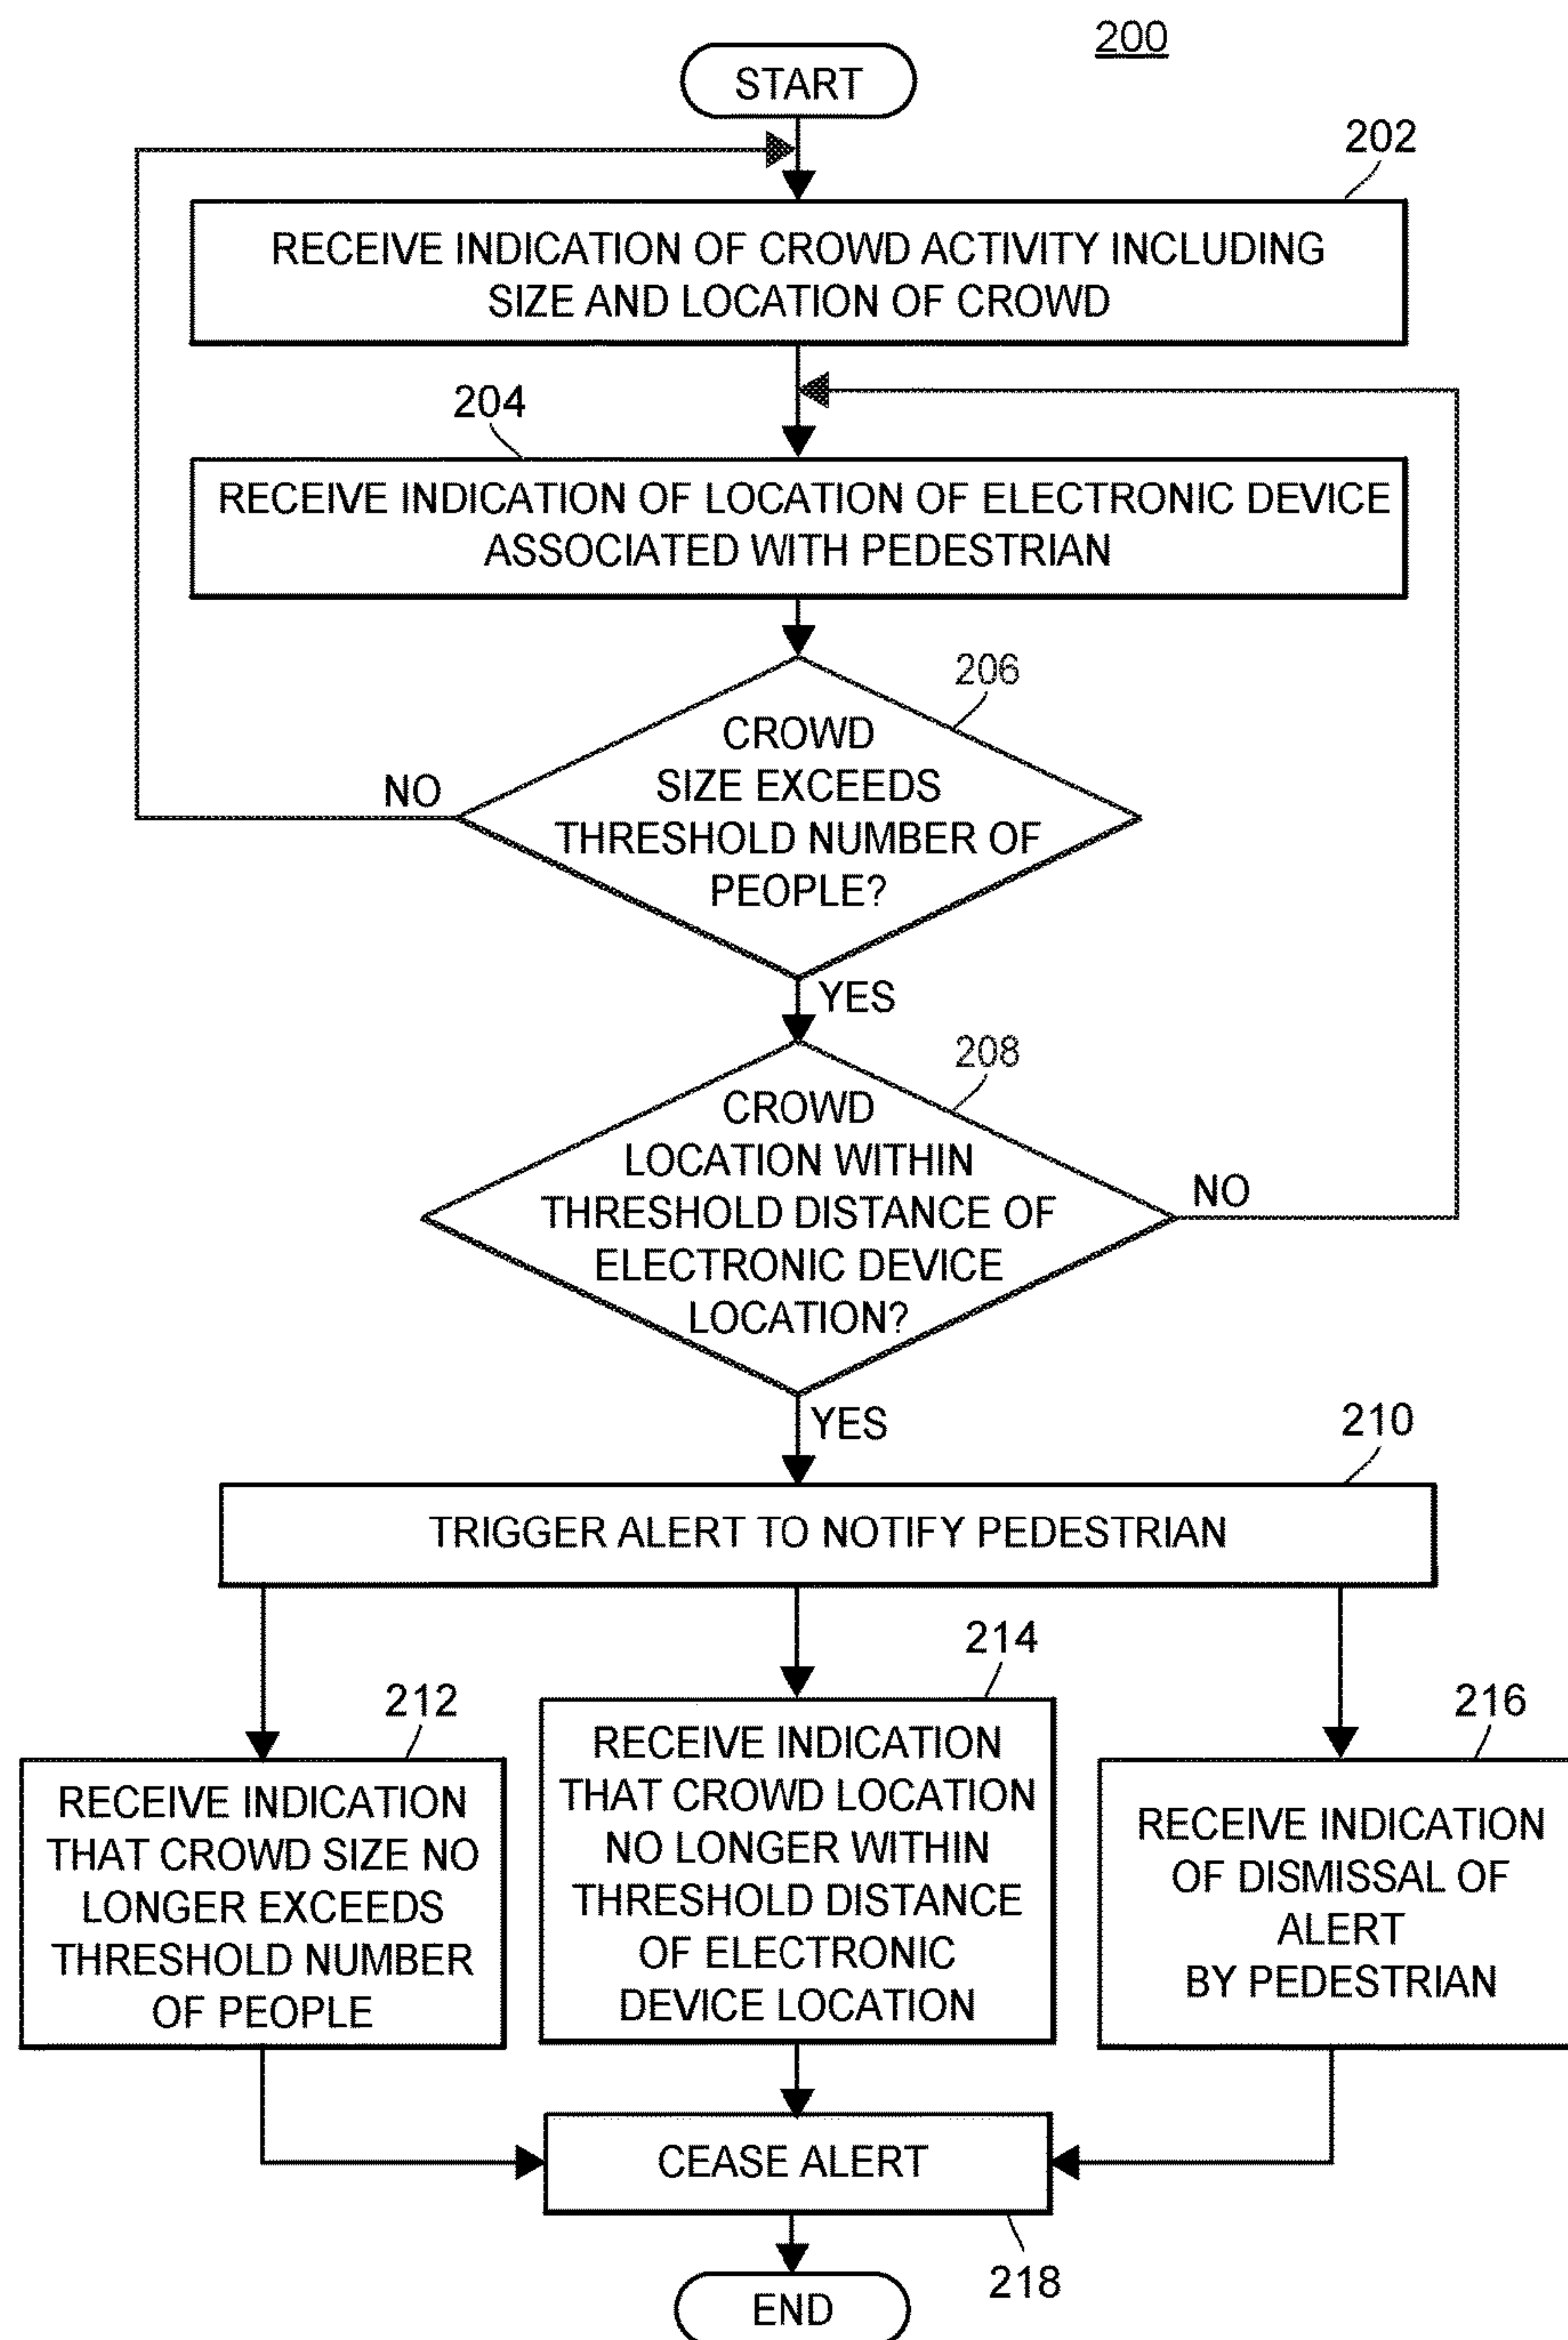 200
START
202
RECEIVE INDICATION OF CROWD ACTIVITY INCLUDING
SIZE AND LOCATION OF CROWD
204
RECEIVE INDICATION OF LOCATION OF ELECTRONIC DEVICE
ASSOCIATED WITH PEDESTRIAN
206
CROWD
SIZE EXCEEDS
THRESHOLD NUMBER OF
PEOPLE?
NO
YES
208
CROWD
LOCATION WITHIN
THRESHOLD DISTANCE OF
ELECTRONIC DEVICE
LOCATION?
NO
YES
210
TRIGGER ALERT TO NOTIFY PEDESTRIAN
212
RECEIVE INDICATION
THAT CROWD SIZE NO
LONGER EXCEEDS
THRESHOLD NUMBER
OF PEOPLE
214
RECEIVE INDICATION
THAT CROWD LOCATION
NO LONGER WITHIN
THRESHOLD DISTANCE
OF ELECTRONIC
DEVICE LOCATION
216
RECEIVE INDICATION
OF DISMISSAL OF
ALERT
BY PEDESTRIAN
CEASE ALERT
218
END